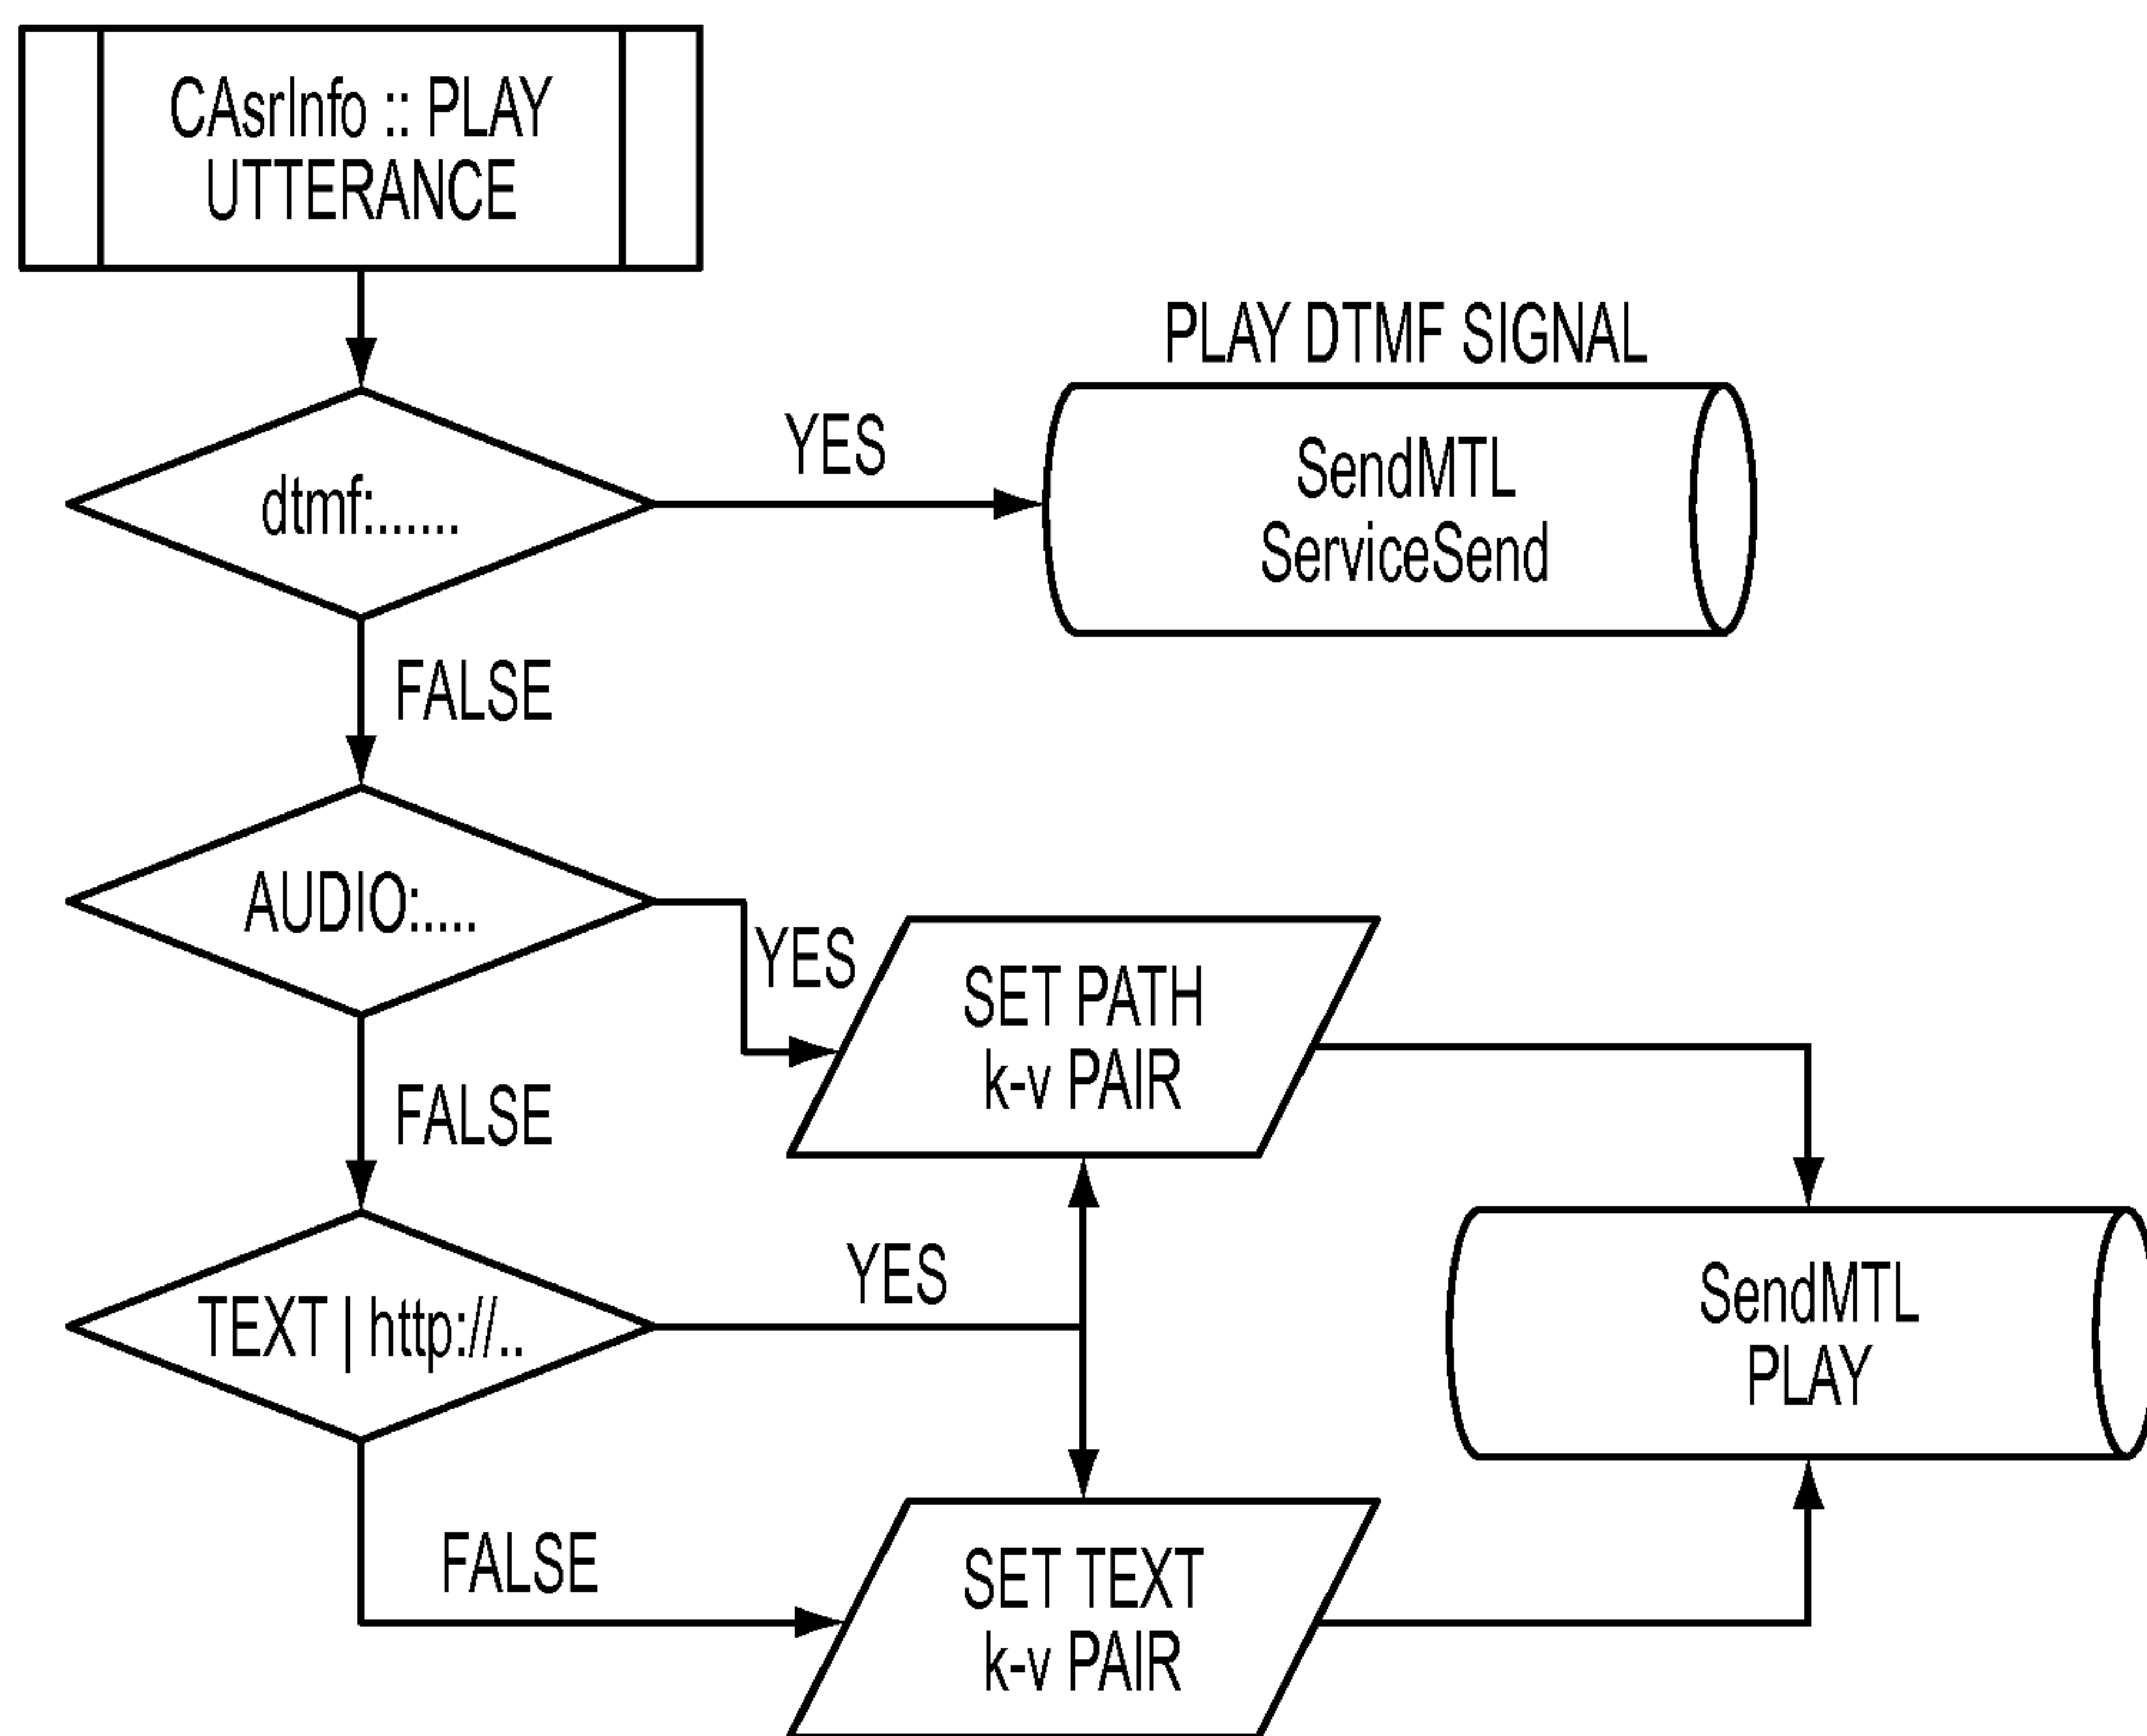 CAsrInfo :: PLAY
UTTERANCE
PLAY DTMF SIGNAL
dtmf:.......
YES
SendMTL
ServiceSend
FALSE
AUDIO:.....
YES
SET PATH
k-v PAIR
FALSE
TEXT | http://..
YES
SendMTL
PLAY
FALSE
SET TEXT
k-v PAIR